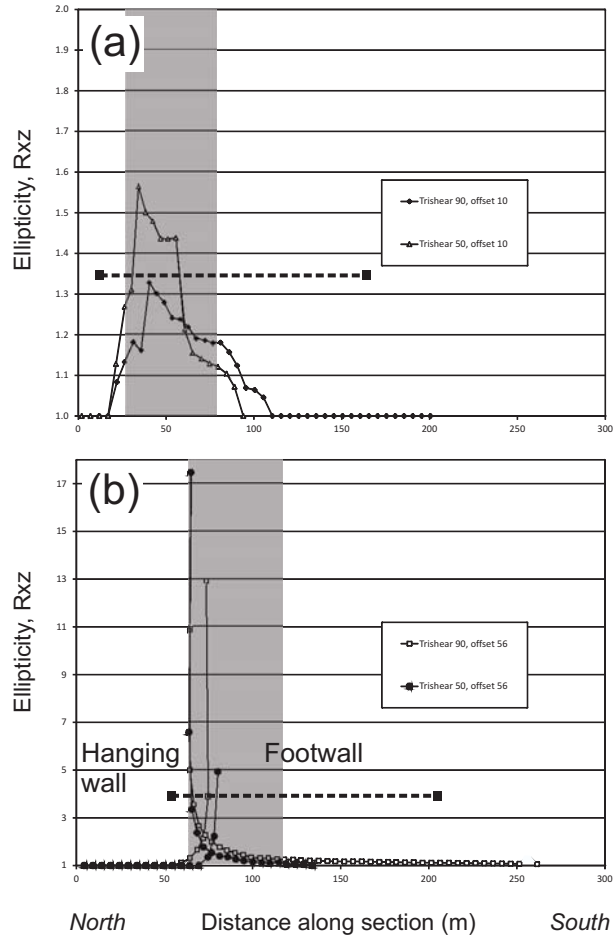 (a)
2.0
1.9
1.8
1.7
1.6
1.5
1.4
1.3
1.2
1.1
1.0
Ellipticity, Rxz
Trishear 90, offset 10
Trishear 50, offset 10
0 50 100 150 200 250 300
(b)
17
15
13
11
9
7
5
3
1
Ellipticity, Rxz
Trishear 90, offset 56
Trishear 50, offset 56
Hanging Footwall
wall
0 50 100 150 200 250 300
North Distance along section (m) South